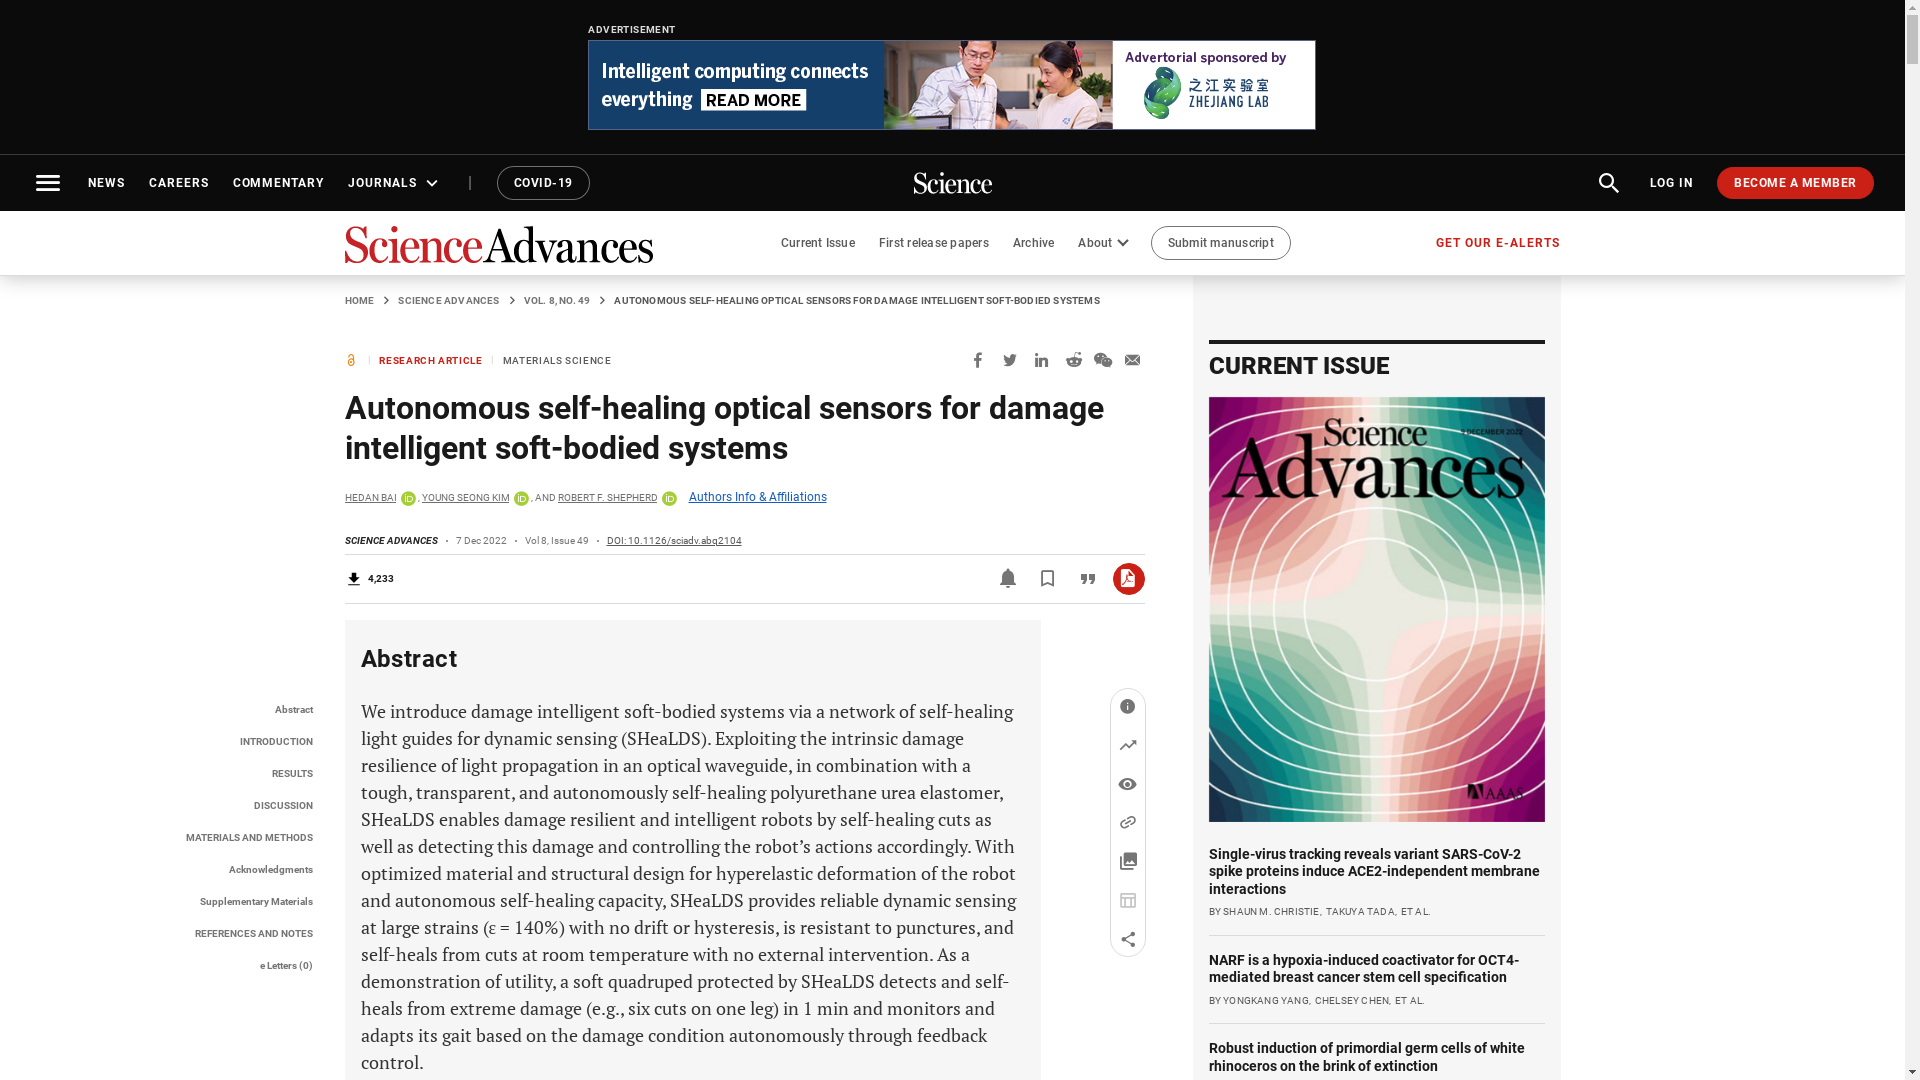 ADVERTISEMENT
Intelligent computing connects
everything READ MORE
Advertorial sponsored by
之江实验室
ZHEJIANG LAB
NEWS CAREERS COMMENTARY JOURNALS | COVID-19 Science LOG IN BECOME A MEMBER
ScienceAdvances Current Issue First release papers Archive About Submit manuscript GET OUR E-ALERTS
HOME SCIENCE ADVANCES VOL. 8, NO. 49 AUTONOMOUS SELF-HEALING OPTICAL SENSORS FOR DAMAGE INTELLIGENT SOFT-BODIED SYSTEMS
RESEARCH ARTICLE MATERIALS SCIENCE
Autonomous self-healing optical sensors for damage
intelligent soft-bodied systems
HEDAN BAI iD, YOUNG SEONG KIM iD, AND ROBERT F. SHEPHERD iD Authors Info & Affiliations
SCIENCE ADVANCES • 7 Dec 2022 • Vol 8, Issue 49 • DOI: 10.1126/sciadv.abq2104
4,233
Abstract
INTRODUCTION
RESULTS
DISCUSSION
MATERIALS AND METHODS
Acknowledgments
Supplementary Materials
REFERENCES AND NOTES
e Letters (0)
Abstract
We introduce damage intelligent soft-bodied systems via a network of self-healing
light guides for dynamic sensing (SHeaLDS). Exploiting the intrinsic damage
resilience of light propagation in an optical waveguide, in combination with a
tough, transparent, and autonomously self-healing polyurethane urea elastomer,
SHeaLDS enables damage resilient and intelligent robots by self-healing cuts as
well as detecting this damage and controlling the robot’s actions accordingly. With
optimized material and structural design for hyperelastic deformation of the robot
and autonomous self-healing capacity, SHeaLDS provides reliable dynamic sensing
at large strains (ε = 140%) with no drift or hysteresis, is resistant to punctures, and
self-heals from cuts at room temperature with no external intervention. As a
demonstration of utility, a soft quadruped protected by SHeaLDS detects and self-
heals from extreme damage (e.g., six cuts on one leg) in 1 min and monitors and
adapts its gait based on the damage condition autonomously through feedback
control.
CURRENT ISSUE
Science
Advances
9 DECEMBER 2022
AAAS
Single-virus tracking reveals variant SARS-CoV-2
spike proteins induce ACE2-independent membrane
interactions
BY SHAUN M. CHRISTIE, TAKUYA TADA, ET AL.
NARF is a hypoxia-induced coactivator for OCT4-
mediated breast cancer stem cell specification
BY YONGKANG YANG, CHELSEY CHEN, ET AL.
Robust induction of primordial germ cells of white
rhinoceros on the brink of extinction